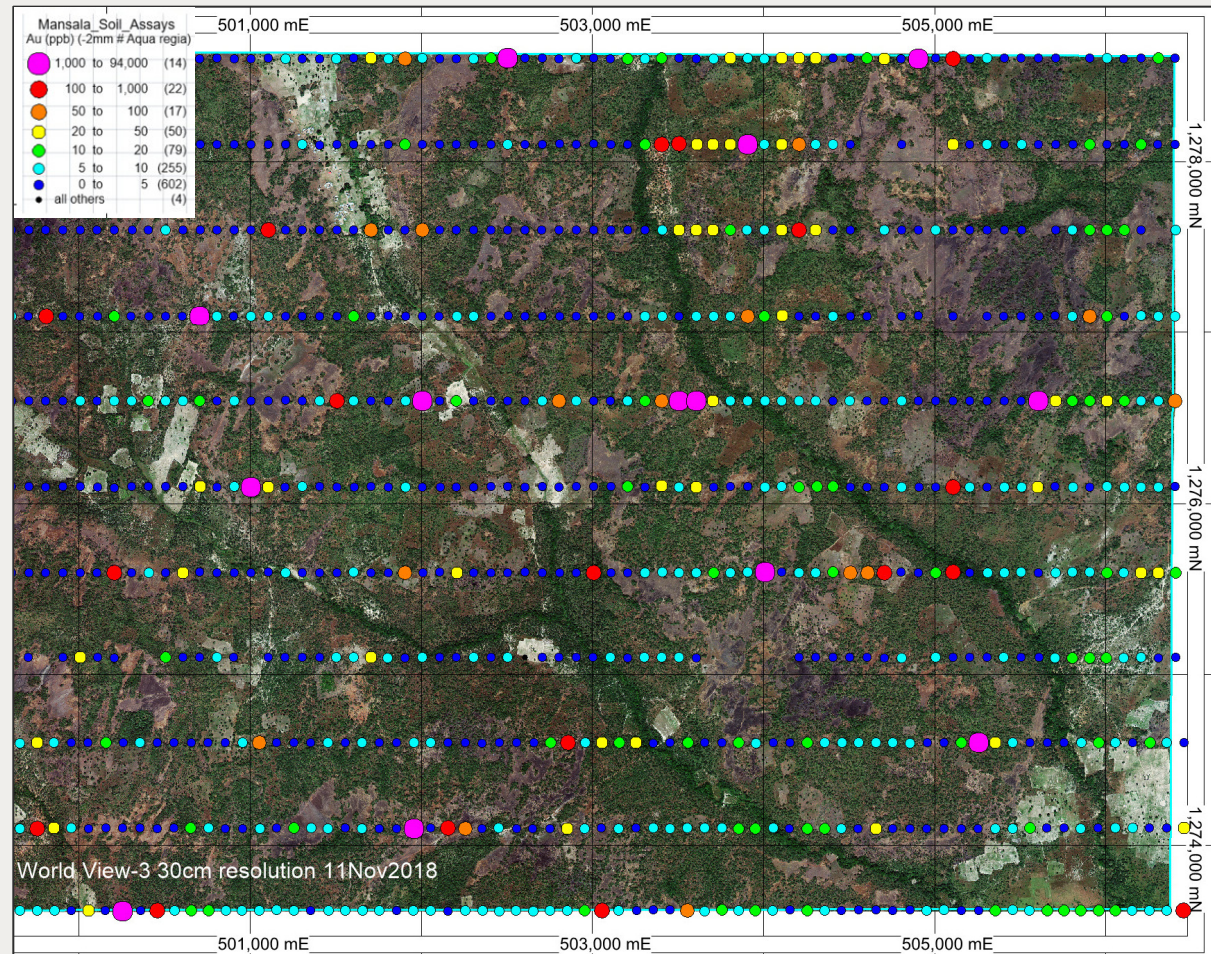 501,000 mE 503,000 mE 505,000 mE
Mansala_Soil_Assays
Au (ppb) (-2mm # Aqua regia)
1,000 to 94,000 (14)
100 to 1,000 (22)
50 to 100 (17)
20 to 50 (50)
10 to 20 (79)
5 to 10 (255)
0 to 5 (602)
all others (4)
1,278,000 mN
1,276,000 mN
1,274,000 mN
World View-3 30cm resolution 11Nov2018
501,000 mE 503,000 mE 505,000 mE